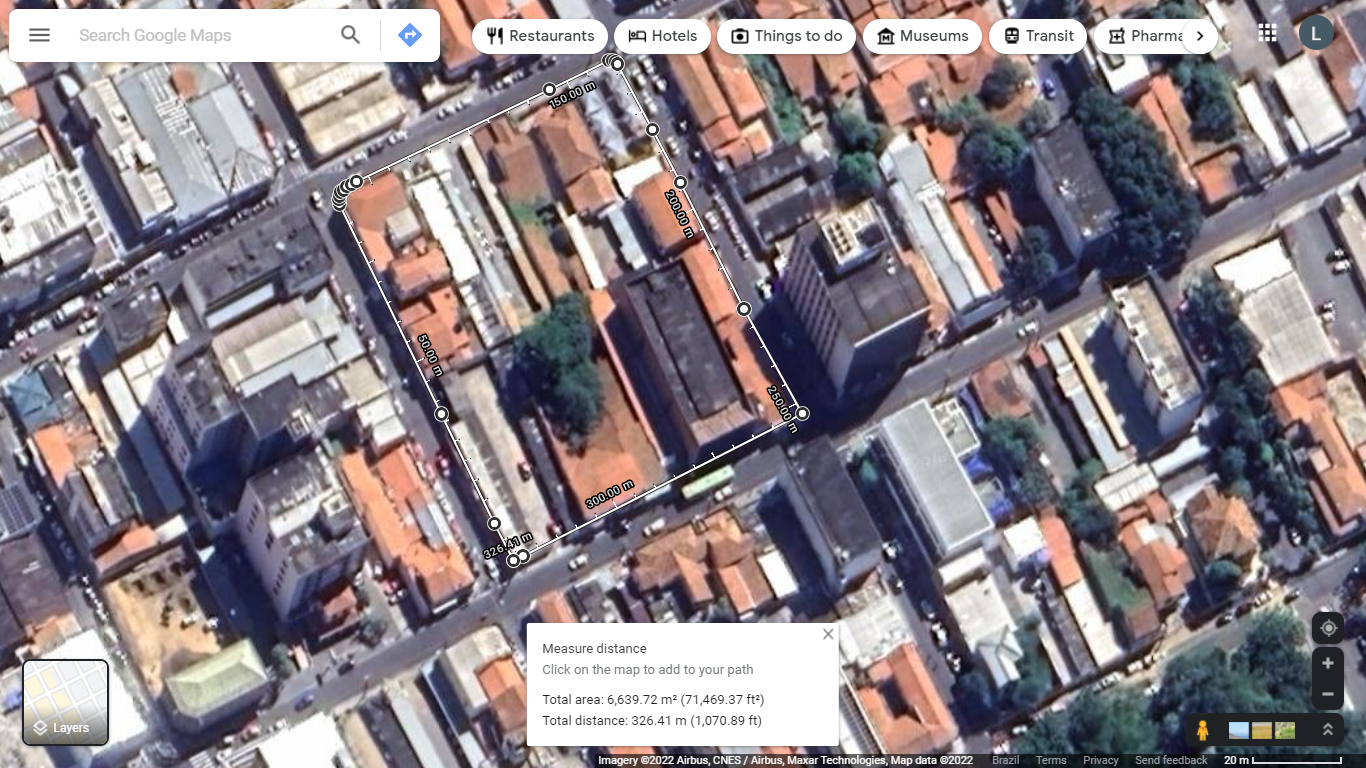 Search Google Maps
Restaurants
Hotels
Things to do
Museums
Transit
Pharma
L
150.00 m
200.00 m
50.00 m
250.00 m
300.00 m
326.41 m
Measure distance
Click on the map to add to your path
Total area: 6,639.72 m² (71,469.37 ft²)
Total distance: 326.41 m (1,070.89 ft)
Layers
Imagery ©2022 Airbus, CNES / Airbus, Maxar Technologies, Map data ©2022 Brazil Terms Privacy Send feedback 20 m